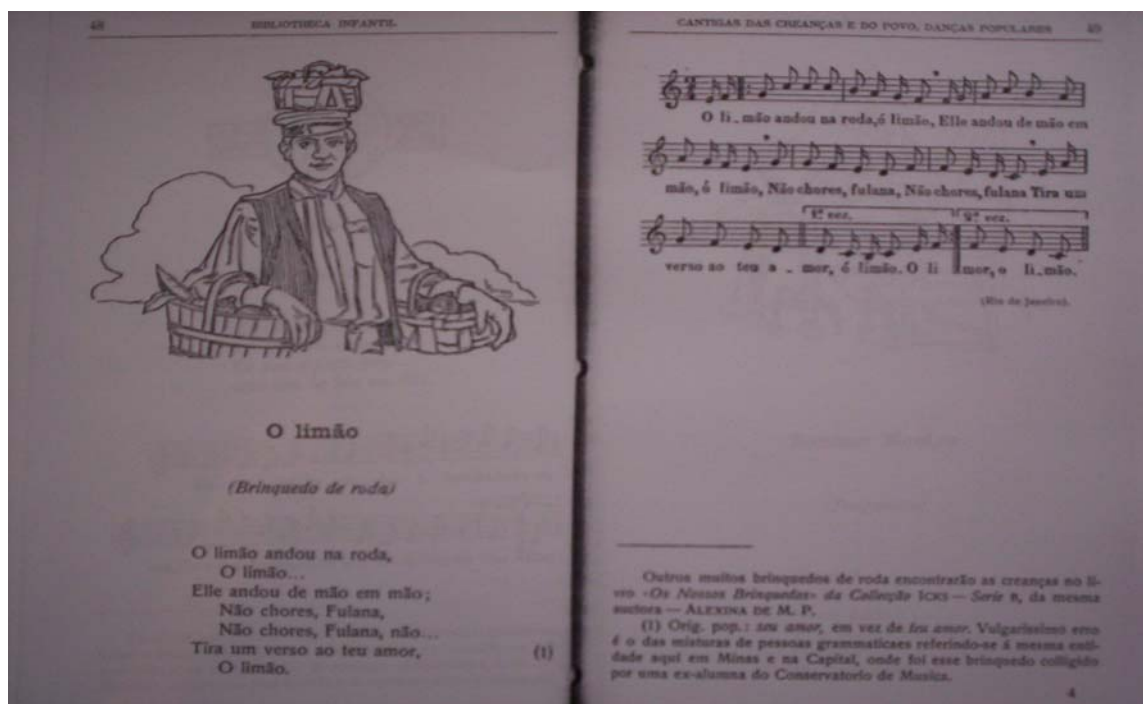 48
BIBLIOTHECA INFANTIL
O limão
(Brinquedo de roda)
O limão andou na roda,
O limão...
Elle andou de mão em mão;
Não chores, Fulana,
Não chores, Fulana, não...
Tira um verso ao teu amor, (1)
O limão.
CANTIGAS DAS CREANÇAS E DO POVO, DANÇAS POPULARES 49
O li_mão andou na roda,ó limão, Elle andou de mão em
mão, ó limão, Não chores, fulana, Não chores, fulana Tira um
1ª vez. 2ª vez.
verso ao teu a _ mor, ó limão. O li mor, o li_mão.
(Rio de Janeiro).
Outros muitos brinquedos de roda encontrarão as creanças no li-
vro «Os Nossos Brinquedos» da Collecção ICKS — Serie B, da mesma
auctora — ALEXINA DE M. P.
(1) Orig. pop.: seu amor, em vez de teu amor. Vulgarissimo erro
é o das misturas de pessoas grammaticaes referindo-se á mesma enti-
dade aqui em Minas e na Capital, onde foi esse brinquedo colligido
por uma ex-alumna do Conservatorio de Musica.
4